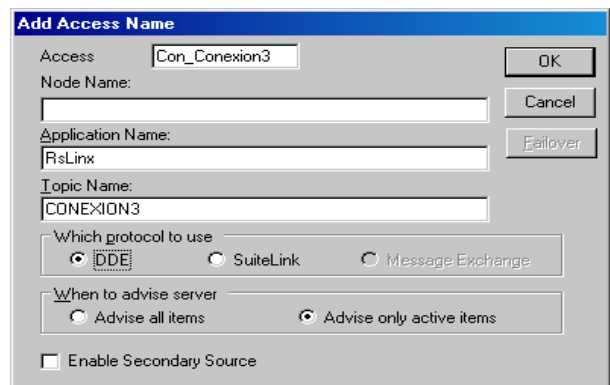 Add Access Name
Access Con_Conexion3
OK
Node Name:
Cancel
Application Name:
Failover
RsLinx
Topic Name:
CONEXION3
Which protocol to use
DDE SuiteLink Message Exchange
When to advise server
Advise all items Advise only active items
Enable Secondary Source